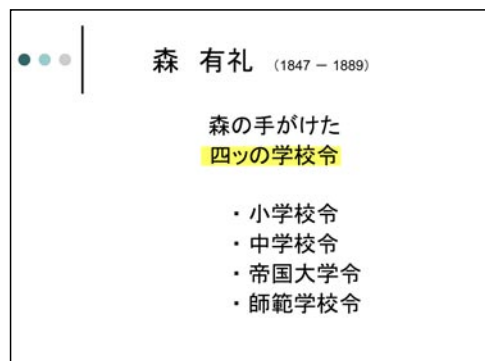 森 有礼 (1847 － 1889)
森の手がけた
四ッの学校令
・小学校令
・中学校令
・帝国大学令
・師範学校令